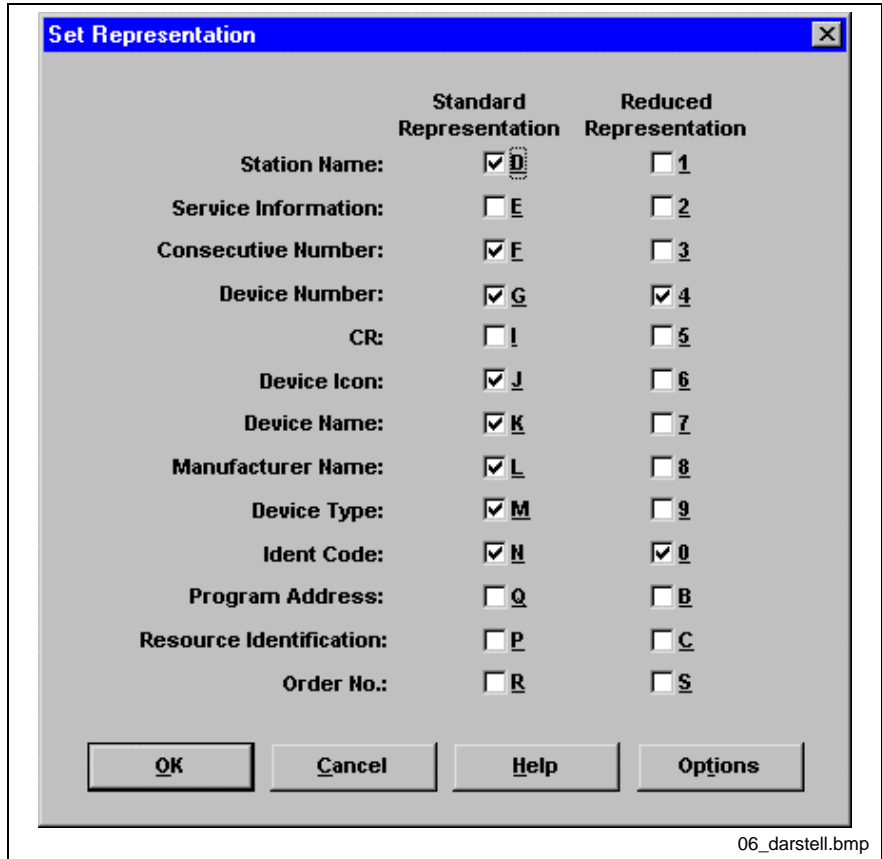 Set Representation
Standard Representation Reduced Representation
Station Name: D 1
Service Information: E 2
Consecutive Number: F 3
Device Number: G 4
CR: I 5
Device Icon: J 6
Device Name: K 7
Manufacturer Name: L 8
Device Type: M 9
Ident Code: N 0
Program Address: Q B
Resource Identification: P C
Order No.: R S
OK Cancel Help Options
06_darstell.bmp